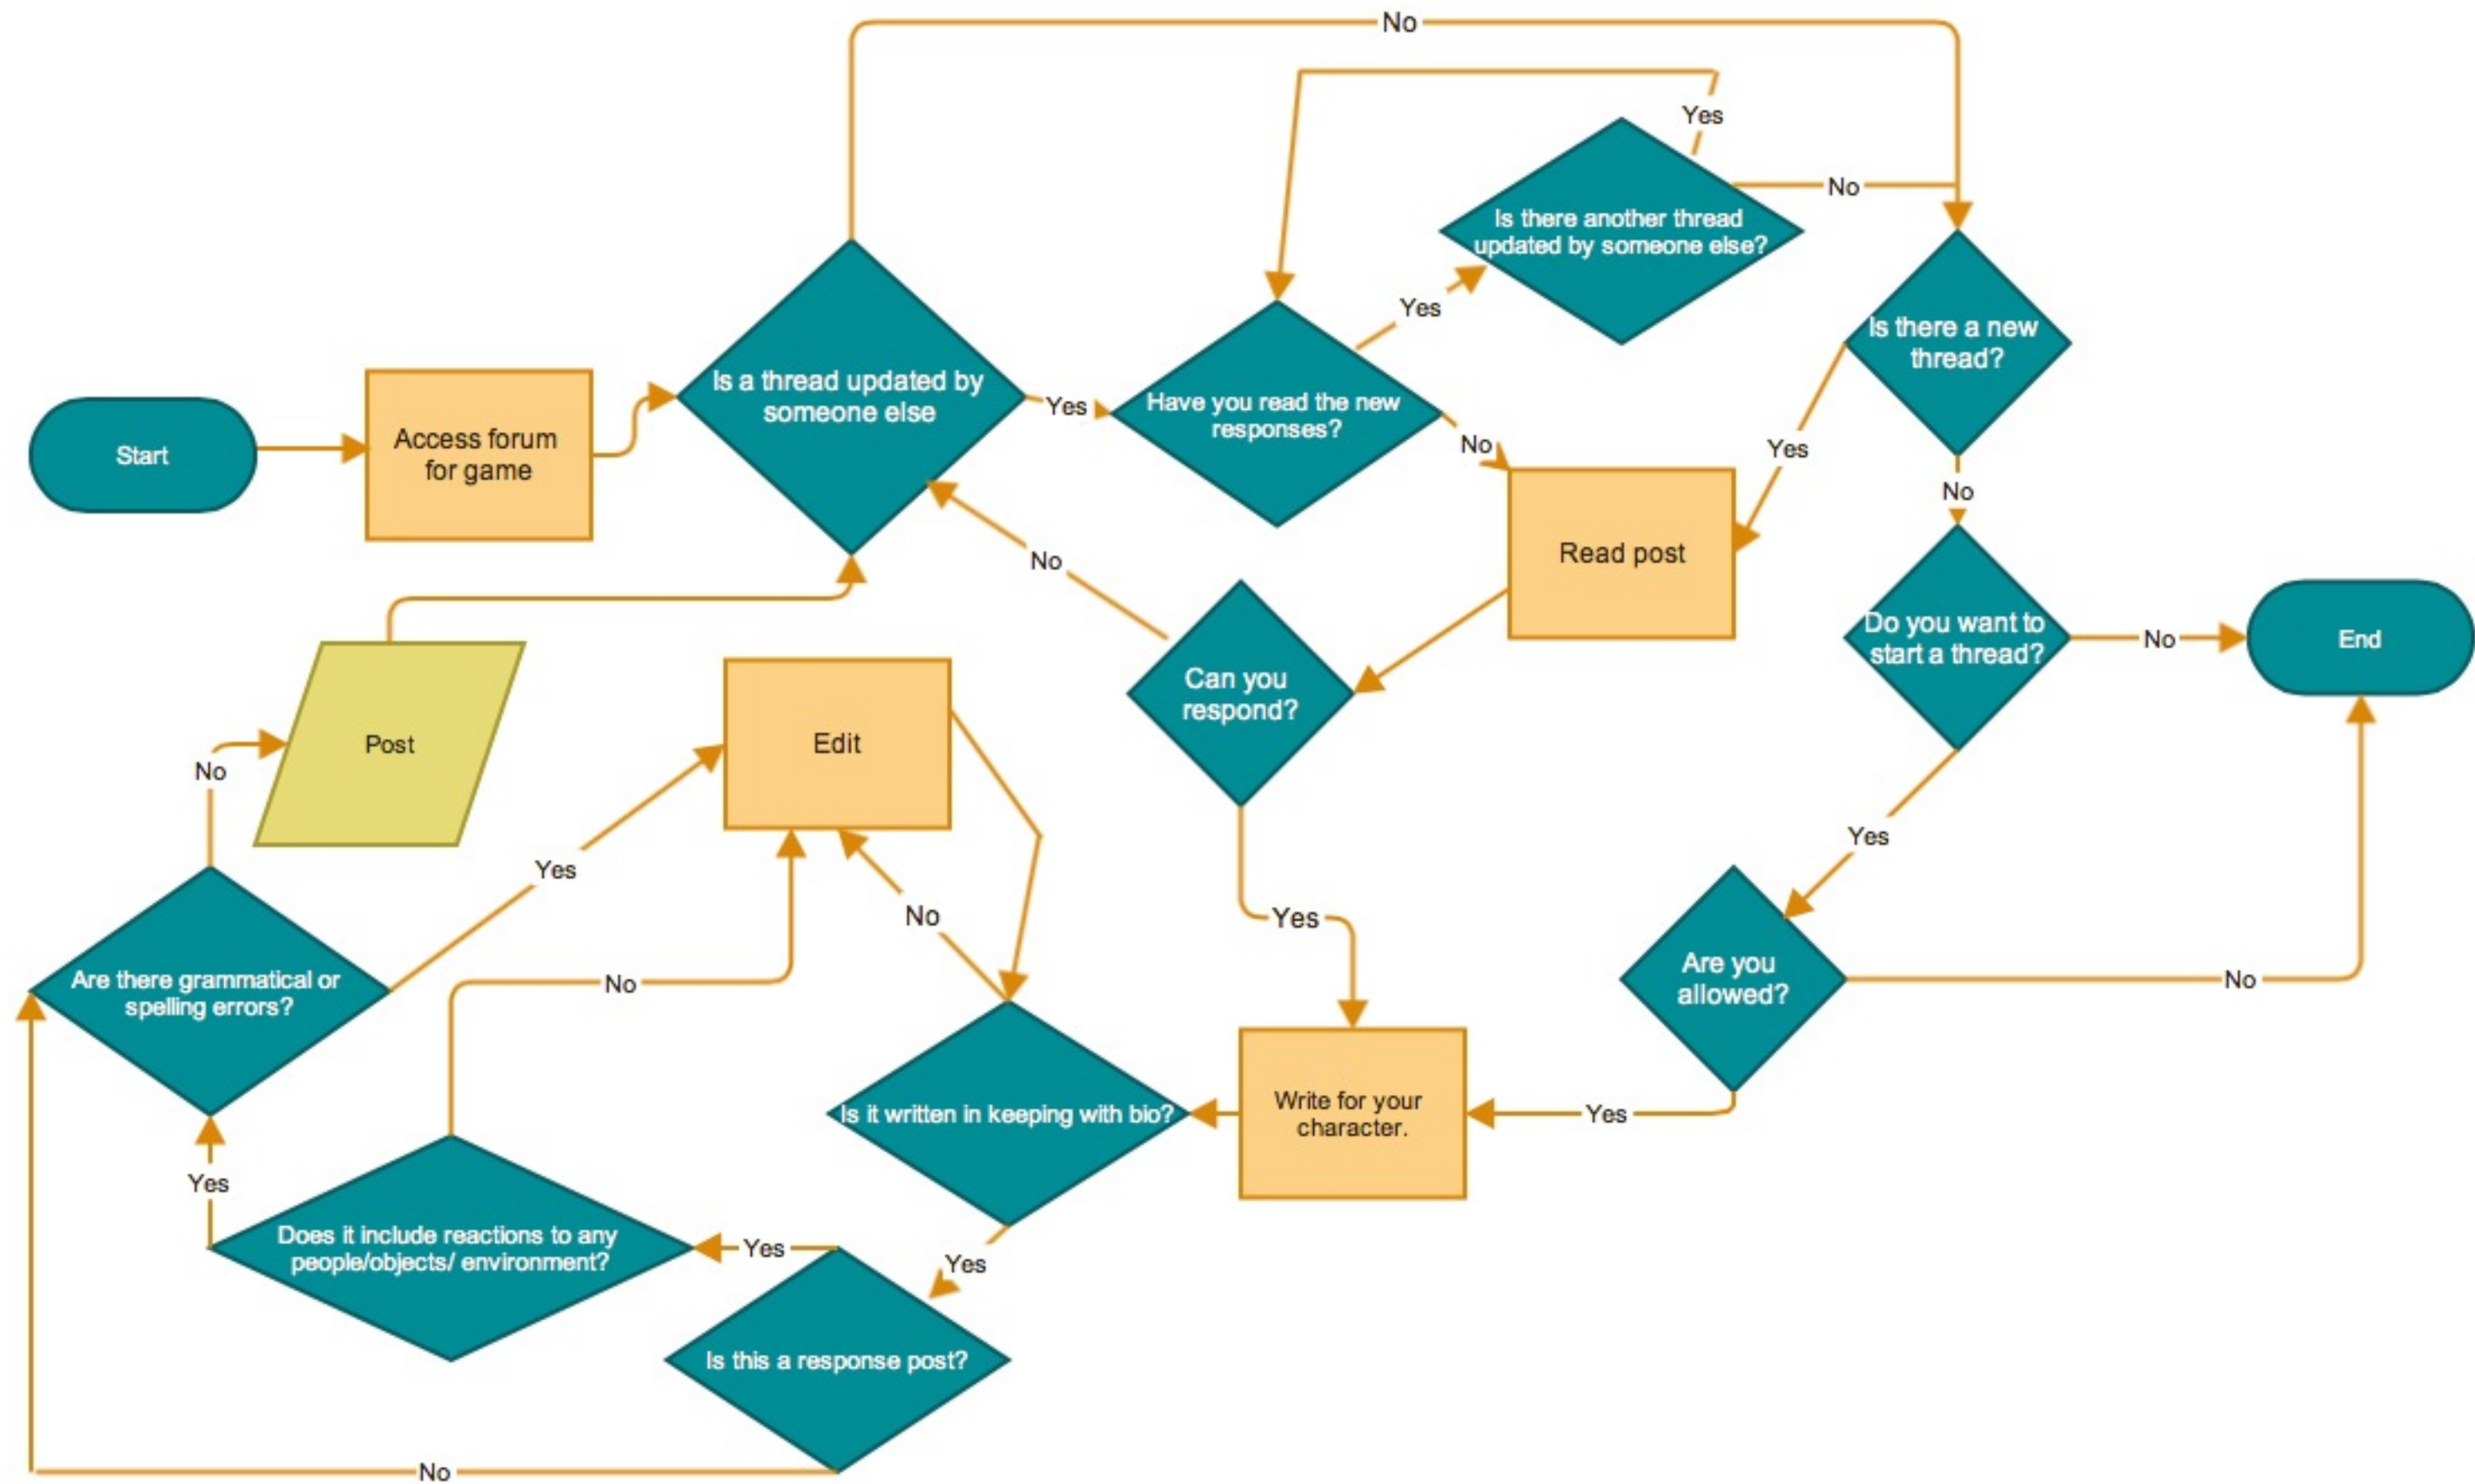 No
Yes
Is there another thread
updated by someone else?
No
Is there a new
thread?
Yes
Is a thread updated by
someone else
Yes
Have you read the new
responses?
Start
Access forum
for game
No
Yes
No
Read post
No
Do you want to
start a thread?
No
End
Can you
respond?
Post
Edit
No
Yes
Yes
No
Yes
Are you
allowed?
No
Are there grammatical or
spelling errors?
No
Write for your
character.
Is it written in keeping with bio?
Yes
Yes
Does it include reactions to any
people/objects/ environment?
Yes
Yes
Is this a response post?
No